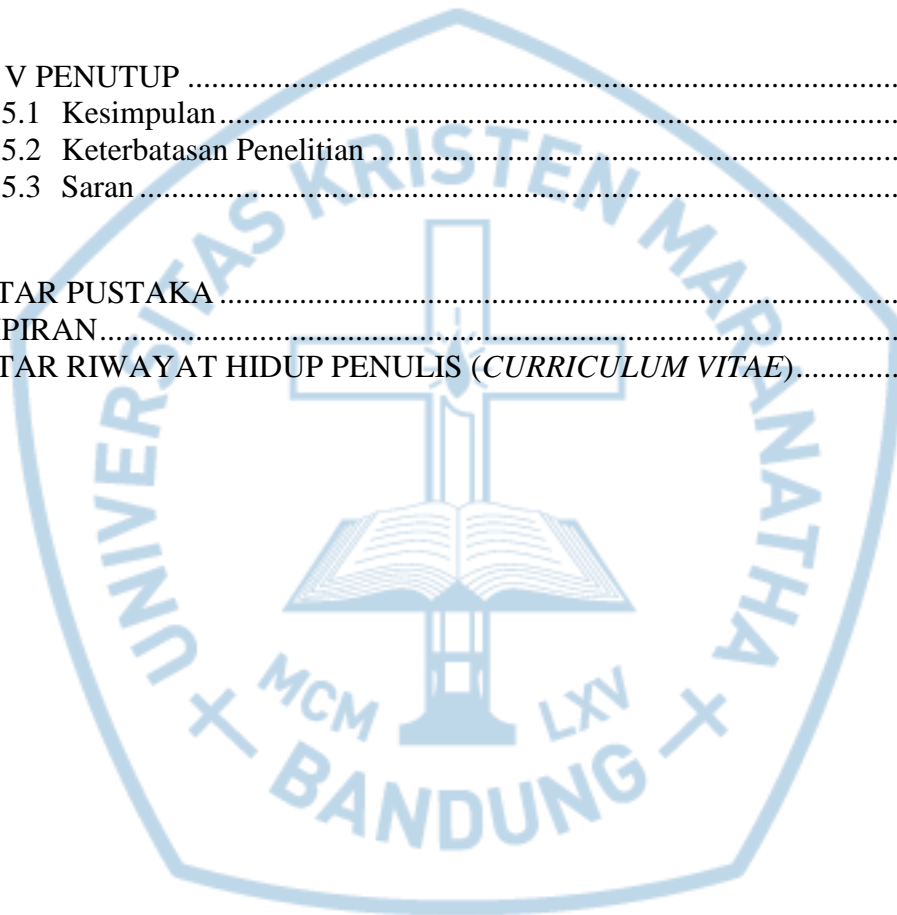 V PENUTUP ........................................................................................
5.1 Kesimpulan ....................................................................................
5.2 Keterbatasan Penelitian ................................................................
5.3 Saran ..............................................................................................
TAR PUSTAKA ....................................................................................
PIRAN ..................................................................................................
TAR RIWAYAT HIDUP PENULIS (CURRICULUM VITAE) ..............
UNIVERSITAS KRISTEN MARANATHA
MCM LXV
BANDUNG